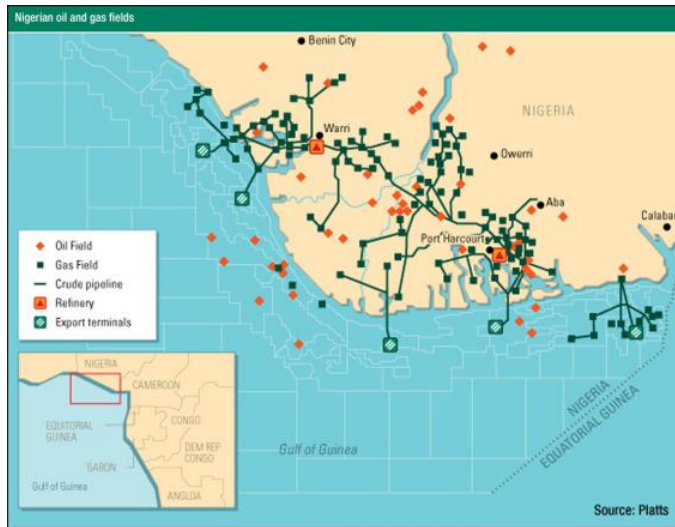 Nigerian oil and gas fields
Benin City
NIGERIA
Warri
Owerri
Aba
Calabar
Port Harcourt
Oil Field
Gas Field
Crude pipeline
Refinery
Export terminals
NIGERIA
EQUATORIAL GUINEA
Gulf of Guinea
NIGERIA
CAMEROON
EQUITORIAL
GUINEA
CONGO
DEM REP
CONGO
GABON
Gulf of Guinea
ANGLOA
Source: Platts